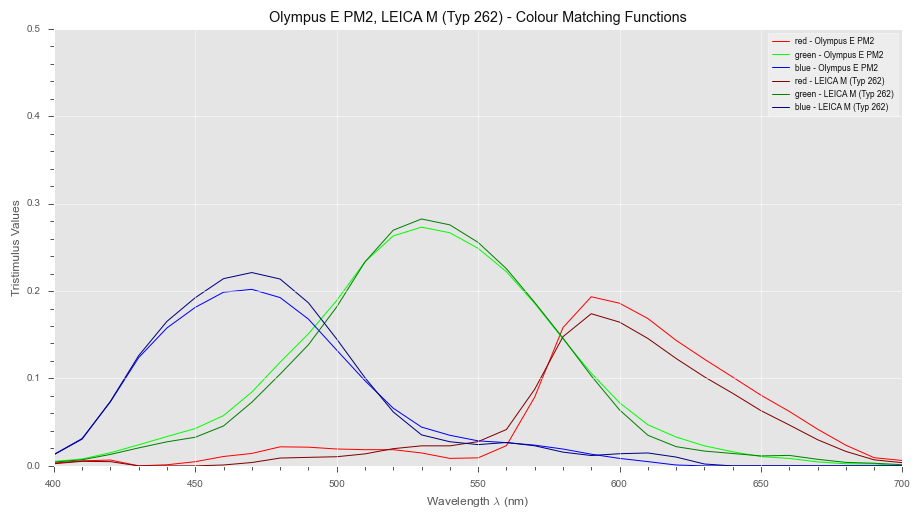 Olympus E PM2, LEICA M (Typ 262) - Colour Matching Functions
red - Olympus E PM2
green - Olympus E PM2
blue - Olympus E PM2
red - LEICA M (Typ 262)
green - LEICA M (Typ 262)
blue - LEICA M (Typ 262)
Tristimulus Values
0.5
0.4
0.3
0.2
0.1
0.0
400
450
500
550
600
650
700
Wavelength λ (nm)